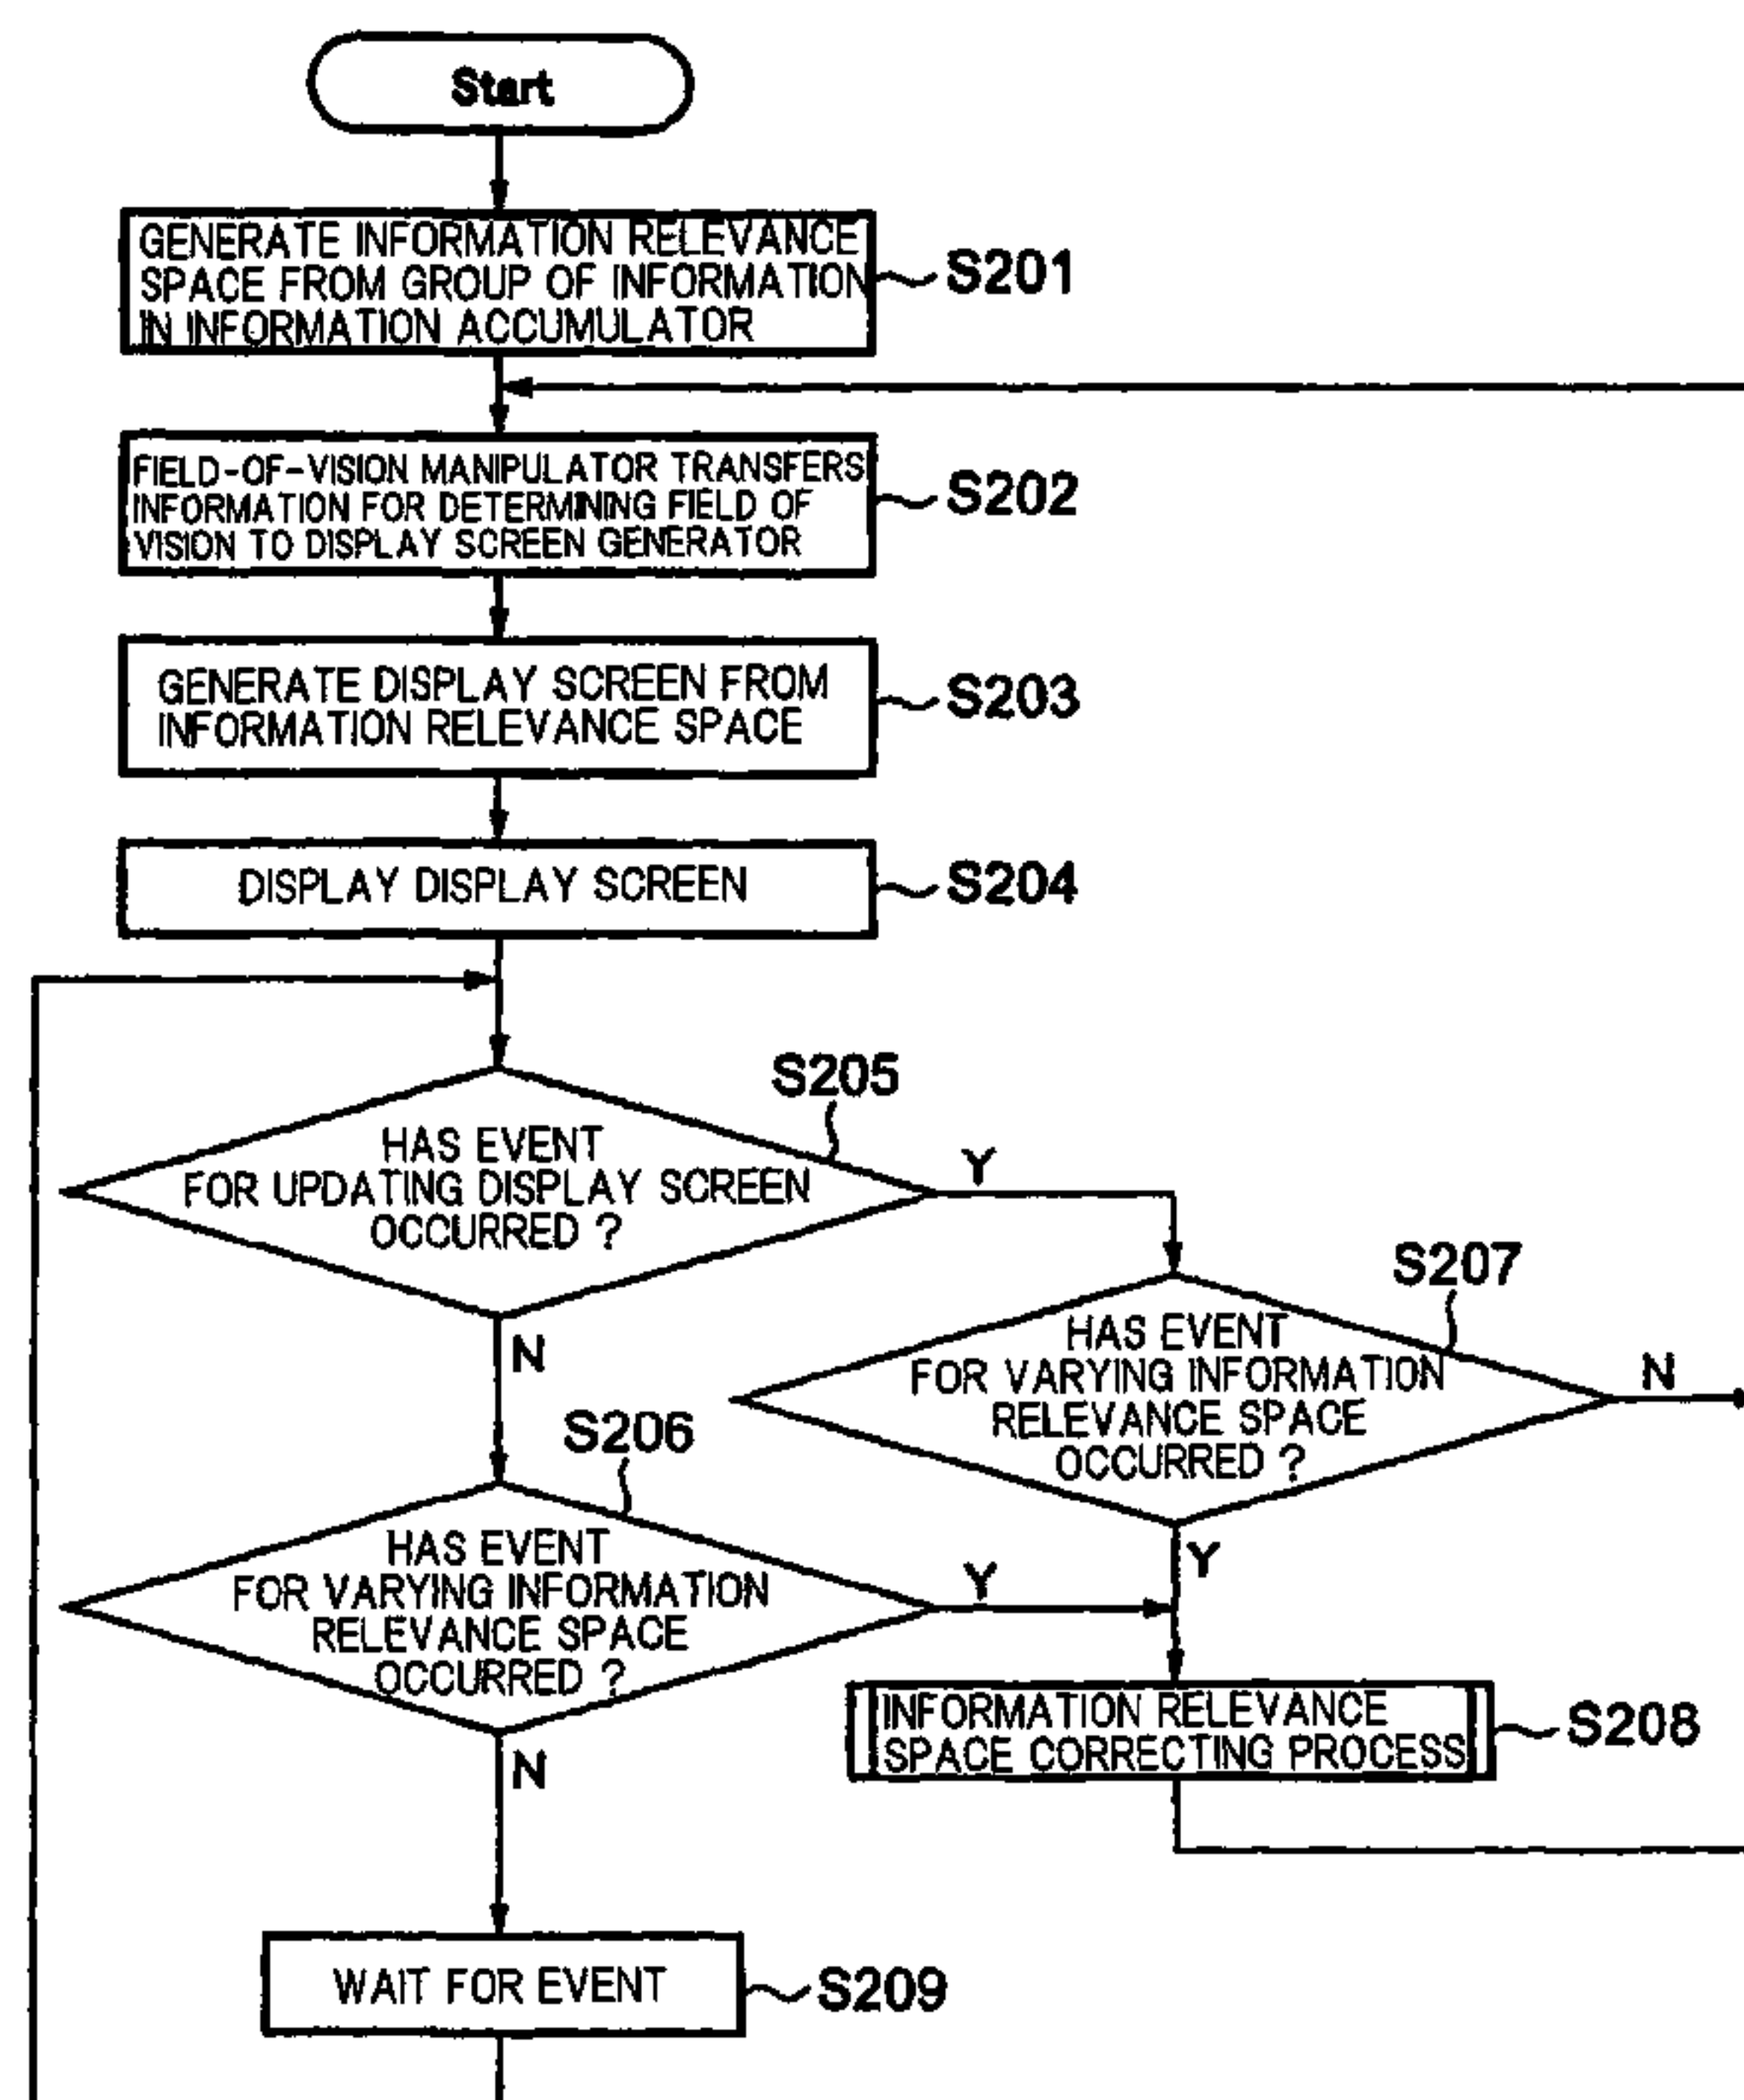 Start
GENERATE INFORMATION RELEVANCE
SPACE FROM GROUP OF INFORMATION
IN INFORMATION ACCUMULATOR
S201
FIELD-OF-VISION MANIPULATOR TRANSFERS
INFORMATION FOR DETERMINING FIELD OF
VISION TO DISPLAY SCREEN GENERATOR
S202
GENERATE DISPLAY SCREEN FROM
INFORMATION RELEVANCE SPACE
S203
DISPLAY DISPLAY SCREEN
S204
S205
HAS EVENT
FOR UPDATING DISPLAY SCREEN
OCCURRED ?
Y
N
S207
HAS EVENT
FOR VARYING INFORMATION
RELEVANCE SPACE
OCCURRED ?
N
Y
S206
HAS EVENT
FOR VARYING INFORMATION
RELEVANCE SPACE
OCCURRED ?
Y
N
INFORMATION RELEVANCE
SPACE CORRECTING PROCESS
S208
WAIT FOR EVENT
S209